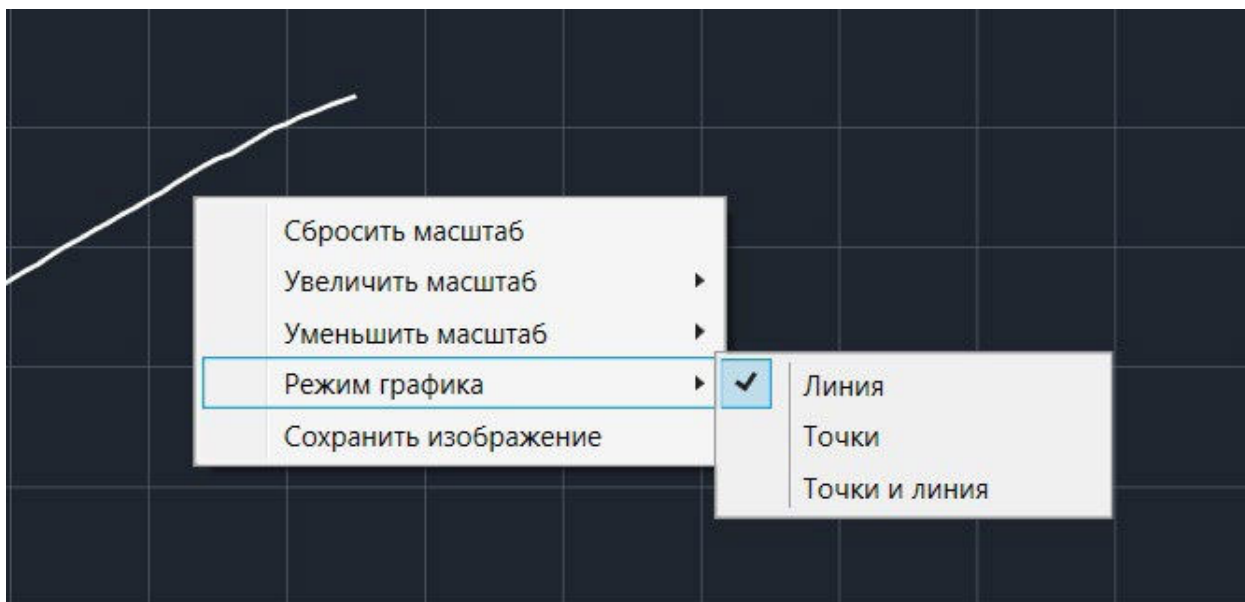 Сбросить масштаб
Увеличить масштаб
Уменьшить масштаб
Режим графика
Сохранить изображение
Линия
Точки
Точки и линия